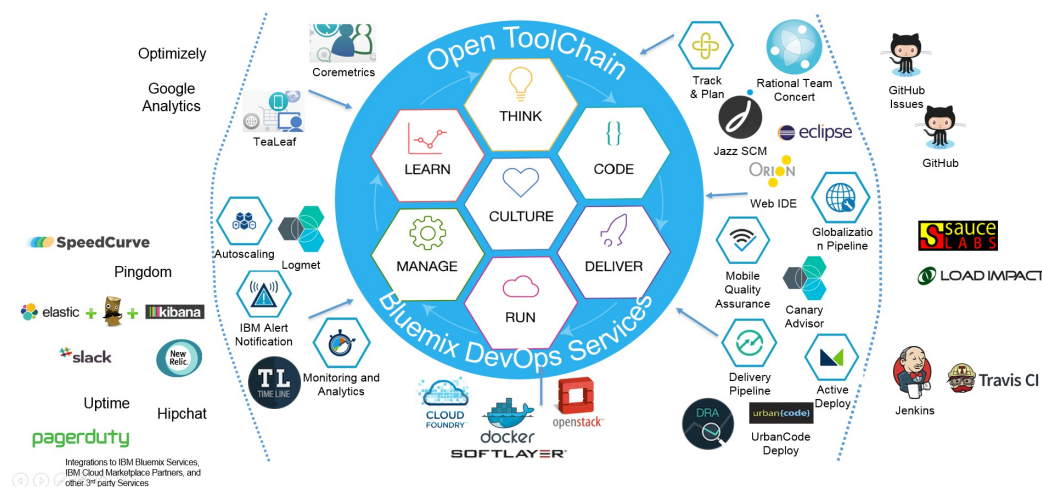 Optimizely
Google
Analytics
Coremetrics
TeaLeaf
Open ToolChain
THINK
LEARN
CODE
CULTURE
MANAGE
DELIVER
RUN
Bluemix DevOps Services
Track
& Plan
Rational Team
Concert
Jazz SCM
eclipse
ORION
Web IDE
GitHub
Issues
GitHub
Autoscaling
Logmet
IBM Alert
Notification
TL
TIME LINE
Monitoring and
Analytics
Globalizatio
n Pipeline
Mobile
Quality
Assurance
Canary
Advisor
Delivery
Pipeline
Active
Deploy
DRA
urban{code}
UrbanCode
Deploy
SpeedCurve
Pingdom
elastic + + kibana
slack
New
Relic
Uptime
Hipchat
pagerduty
Integrations to IBM Bluemix Services,
IBM Cloud Marketplace Partners, and
other 3rd party Services
CLOUD
FOUNDRY
docker
openstack
SOFTLAYER
S sauce
LABS
LOAD IMPACT
Jenkins
T
Travis CI